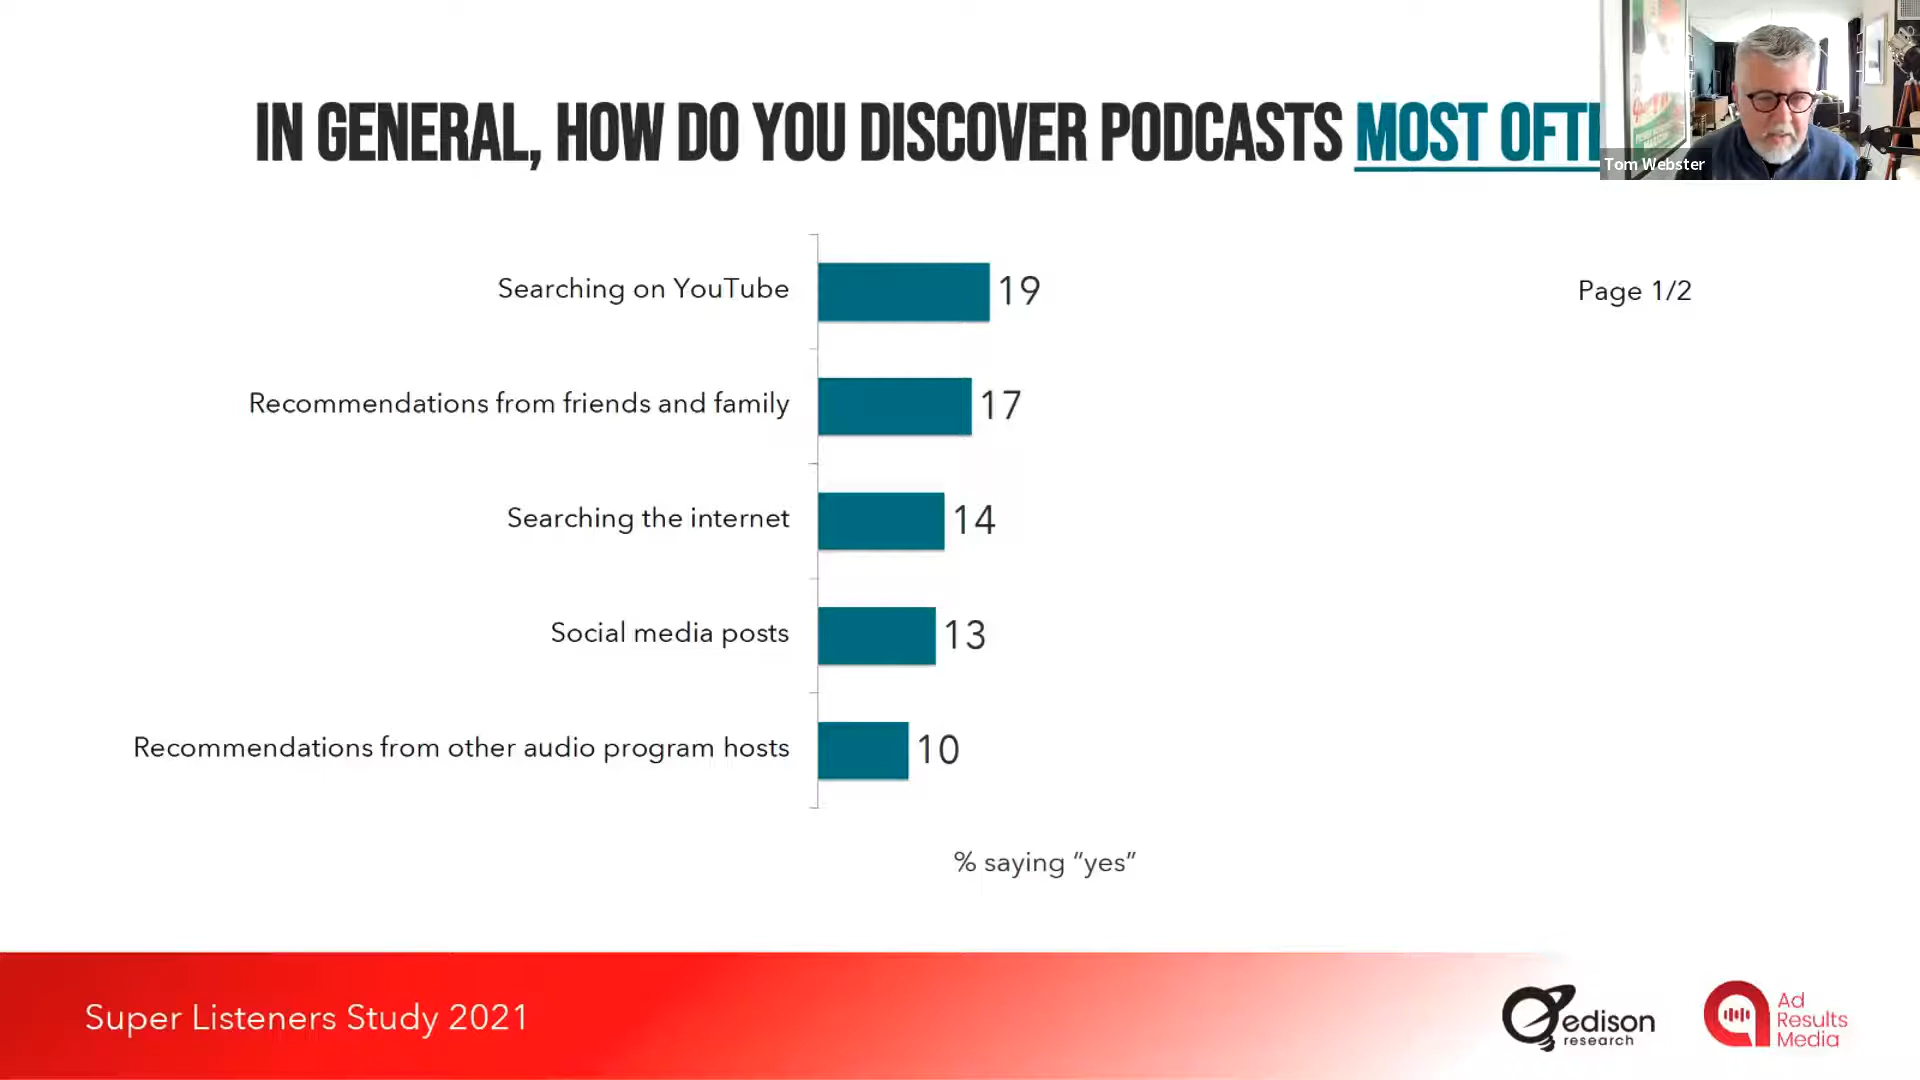 IN GENERAL, HOW DO YOU DISCOVER PODCASTS MOST OFT
Tom Webster
Searching on YouTube 19
Page 1/2
Recommendations from friends and family 17
Searching the internet 14
Social media posts 13
Recommendations from other audio program hosts 10
% saying “yes”
Super Listeners Study 2021
edison
research
Ad
Results
Media